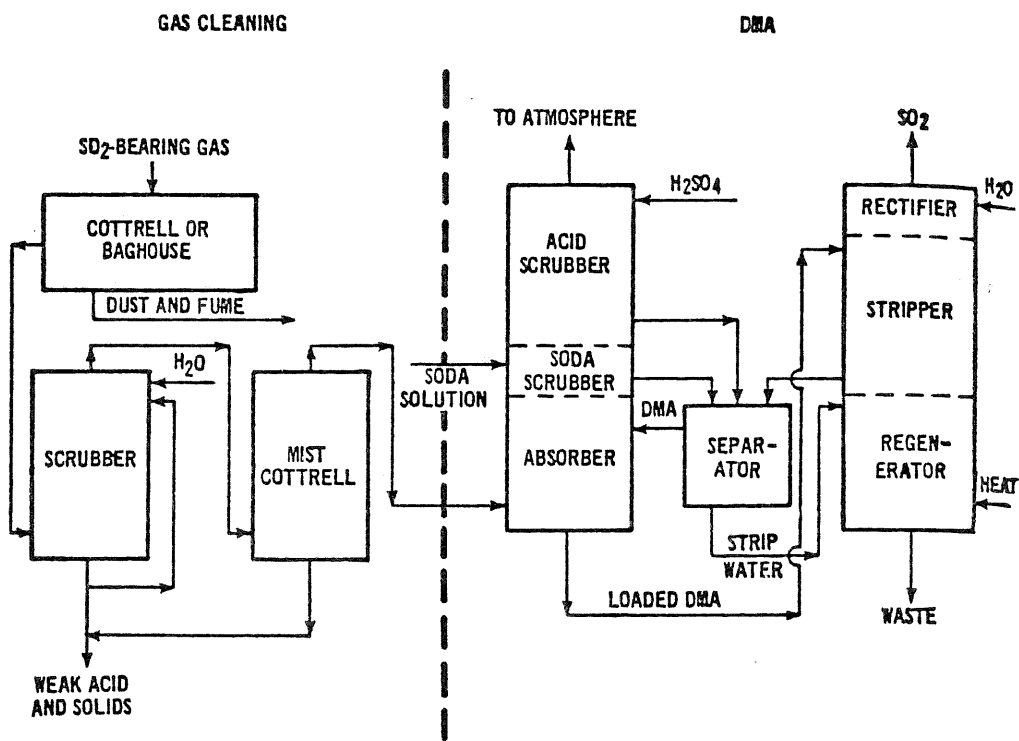 GAS CLEANING
DMA
SO2-BEARING GAS
COTTRELL OR
BAGHOUSE
DUST AND FUME
H2O
SCRUBBER
MIST
COTTRELL
WEAK ACID
AND SOLIDS
TO ATMOSPHERE
H2SO4
ACID
SCRUBBER
SODA
SCRUBBER
SODA
SOLUTION
ABSORBER
DMA
SEPAR-
ATOR
STRIP
WATER
LOADED DMA
SO2
H2O
RECTIFIER
STRIPPER
REGEN-
ERATOR
HEAT
WASTE